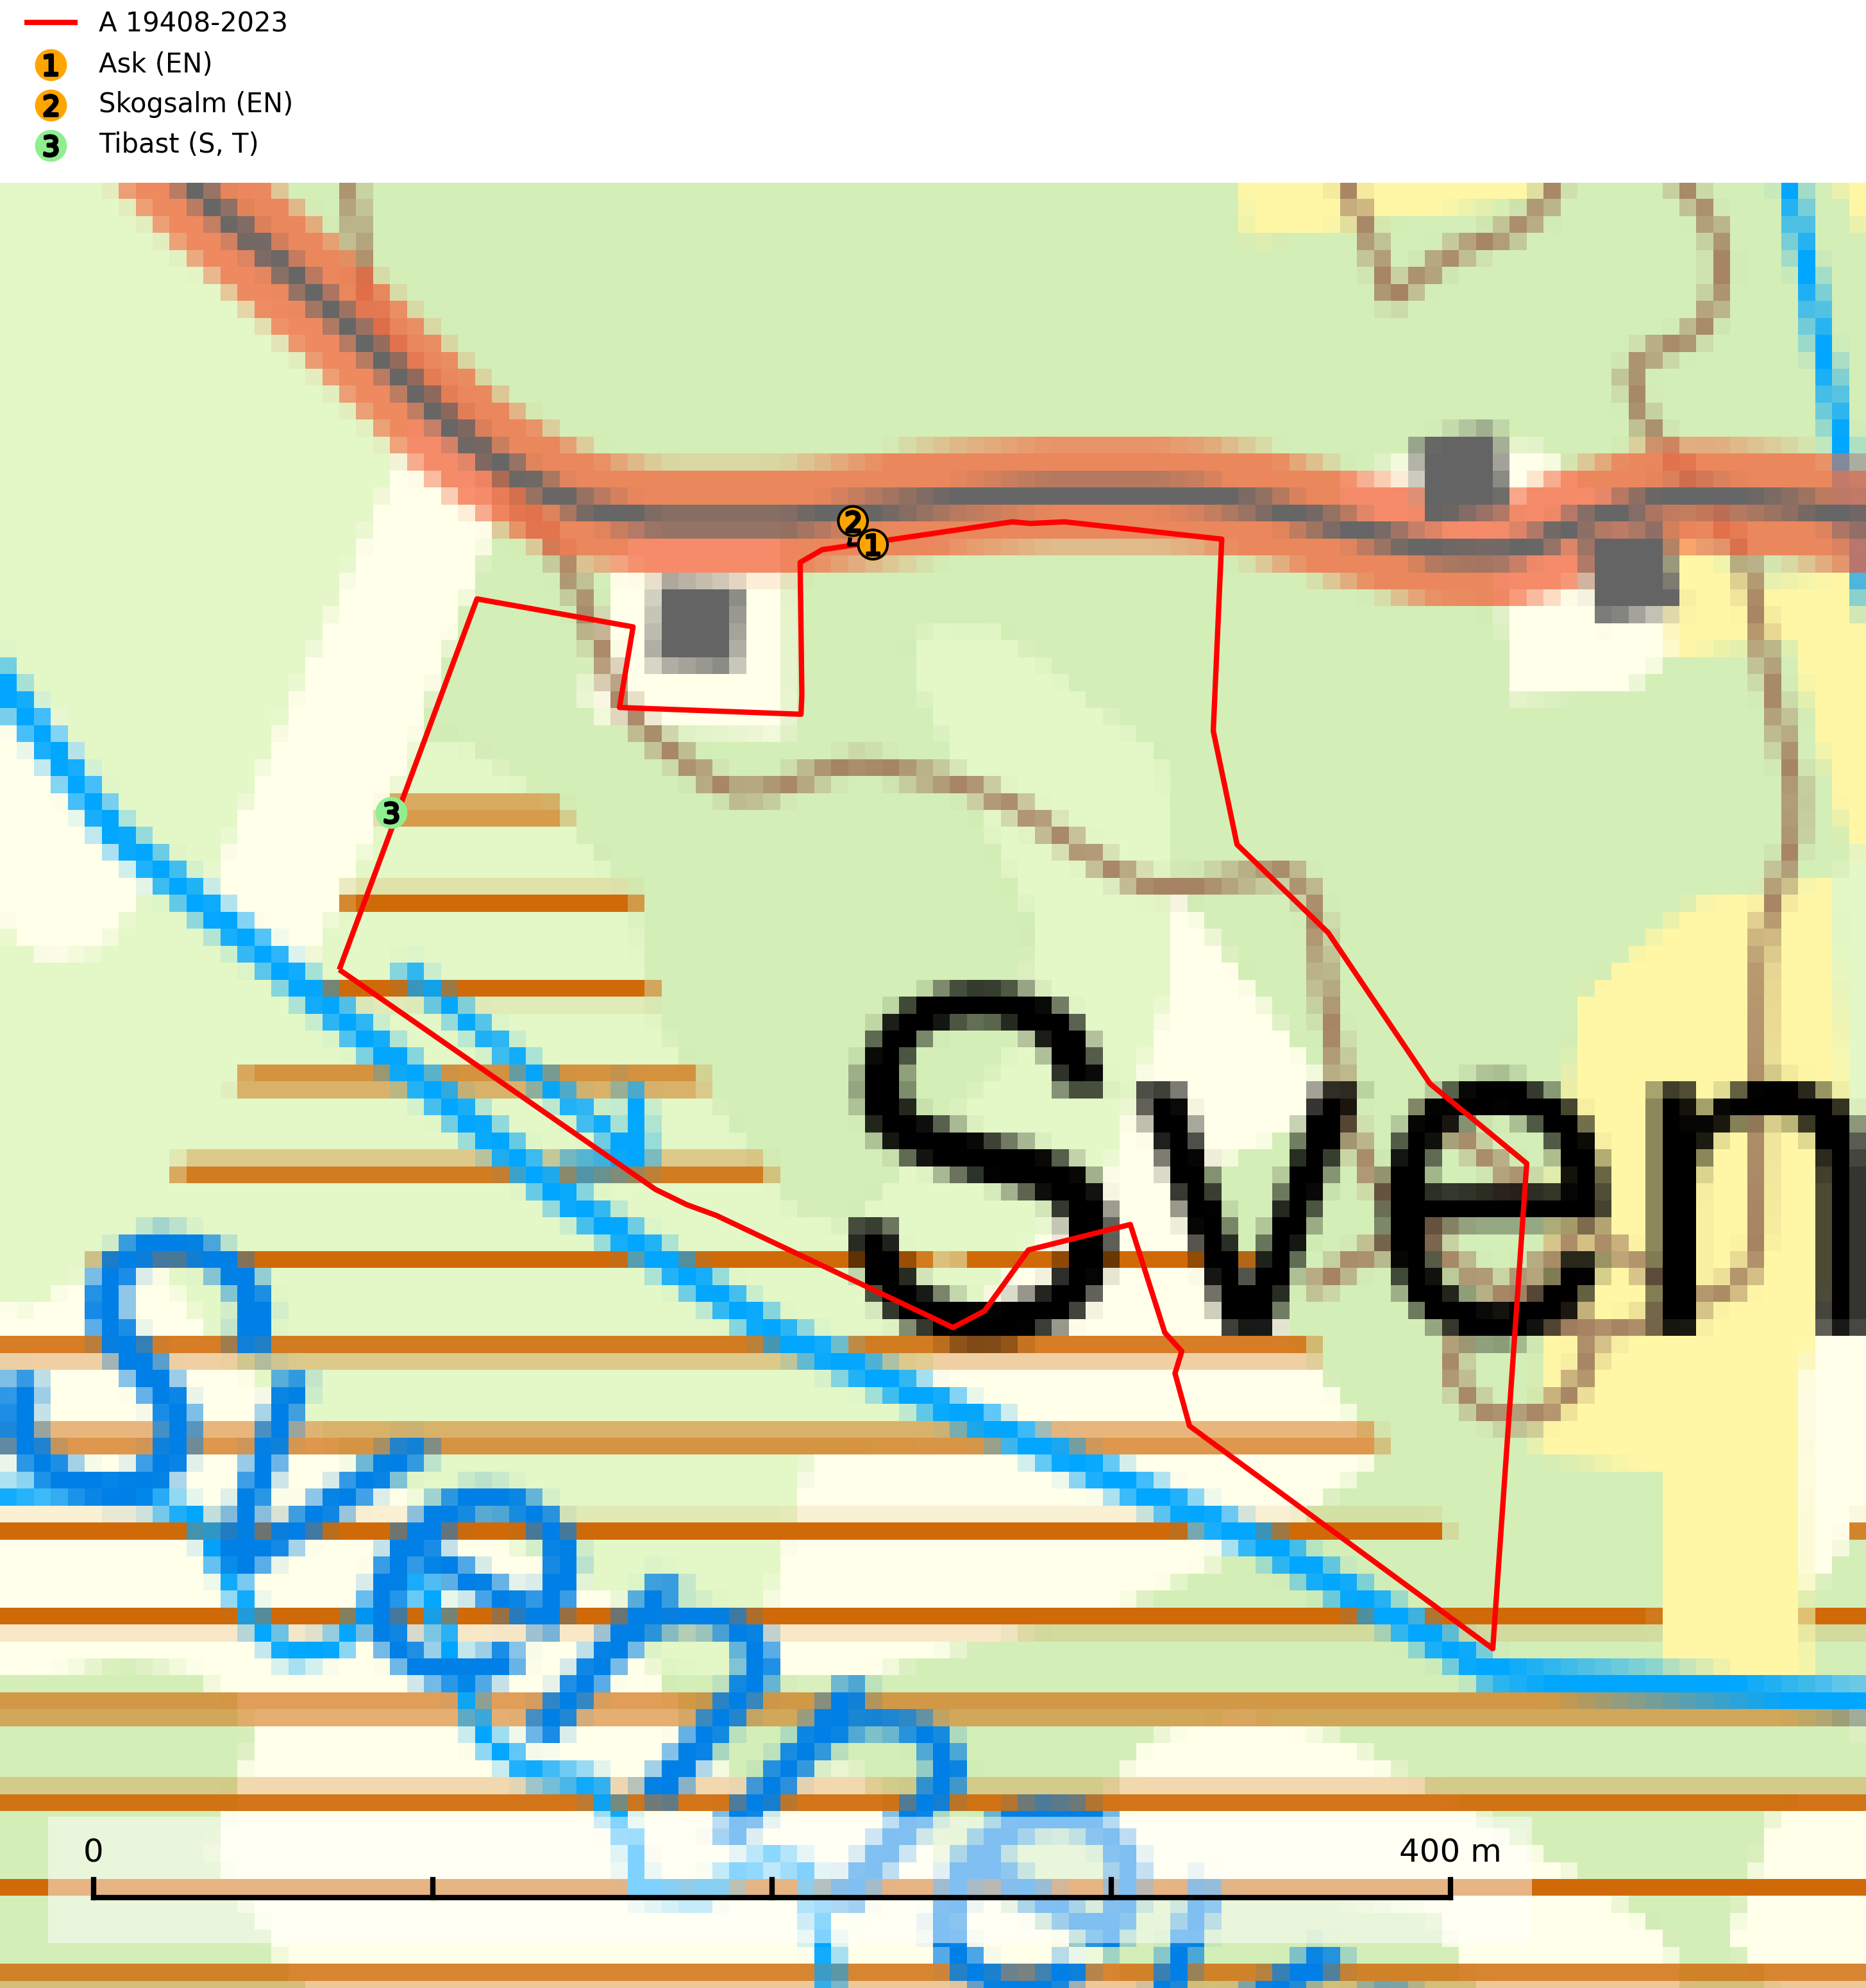 A 19408-2023
1 Ask (EN)
2 Skogsalm (EN)
3 Tibast (S, T)
2
1
3
Sven
0 400 m